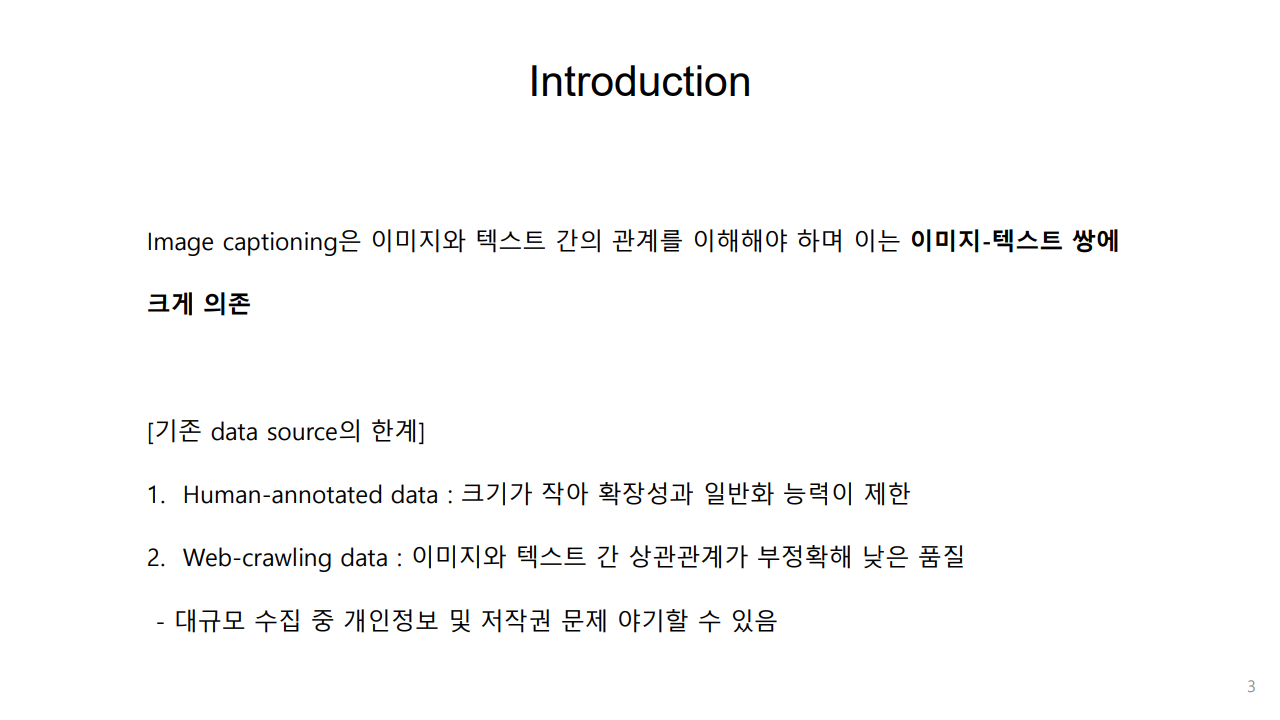 Introduction
Image captioning은 이미지와 텍스트 간의 관계를 이해해야 하며 이는 이미지-텍스트 쌍에
크게 의존
[기존 data source의 한계]
1. Human-annotated data : 크기가 작아 확장성과 일반화 능력이 제한
2. Web-crawling data : 이미지와 텍스트 간 상관관계가 부정확해 낮은 품질
- 대규모 수집 중 개인정보 및 저작권 문제 야기할 수 있음
3